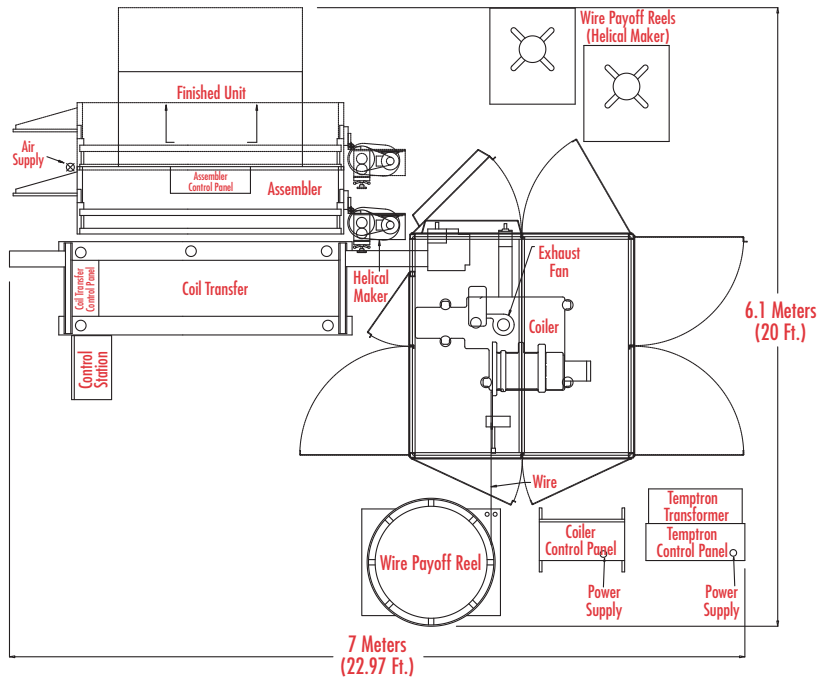 Wire Payoff Reels
(Helical Maker)
Finished Unit
Air
Supply
Assembler
Control Panel
Assembler
Coil Transfer
Control Panel
Coil Transfer
Helical
Maker
Exhaust
Fan
Coiler
6.1 Meters
(20 Ft.)
Control
Station
Wire
Wire Payoff Reel
Coiler
Control Panel
Temptron
Transformer
Temptron
Control Panel
Power
Supply
Power
Supply
7 Meters
(22.97 Ft.)